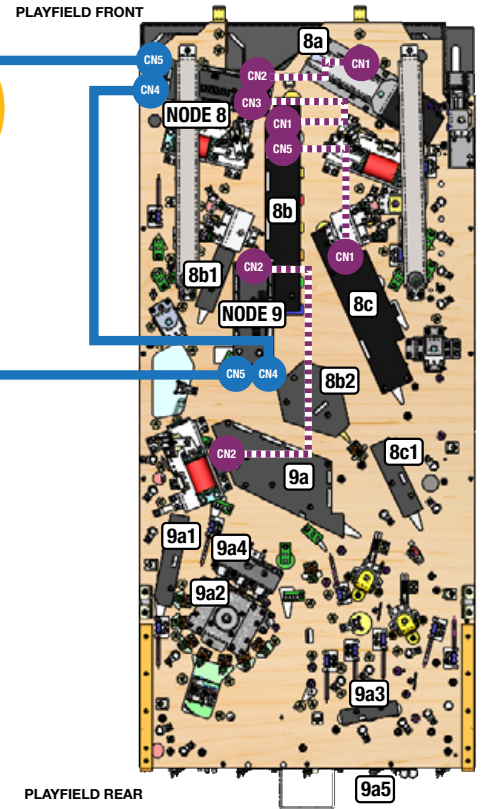 PLAYFIELD FRONT
8a
CN5
CN1
CN2
CN4
CN3
NODE 8
CN1
CN5
8b
CN1
CN2
8b1
8c
NODE 9
CN5
CN4
8b2
8c1
CN2
9a
9a1
9a4
9a2
9a3
9a5
PLAYFIELD REAR